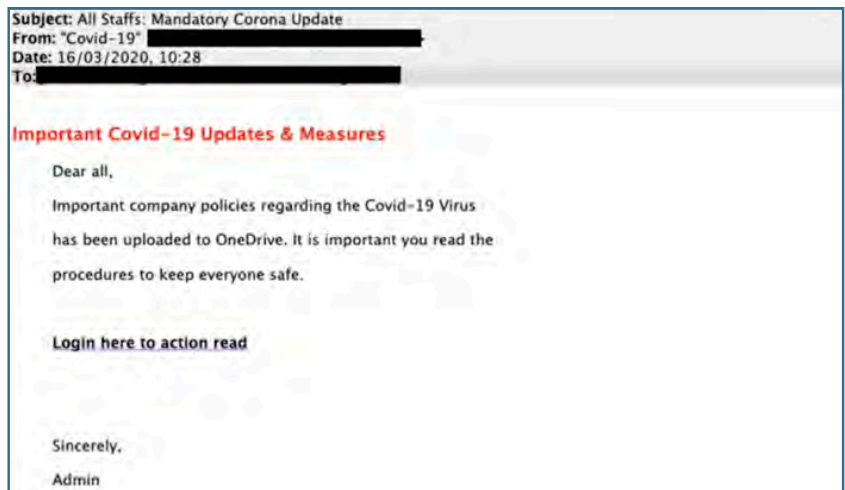 Subject: All Staffs: Mandatory Corona Update
From: "Covid-19"
Date: 16/03/2020, 10:28
To:
Important Covid-19 Updates & Measures
Dear all,
Important company policies regarding the Covid-19 Virus
has been uploaded to OneDrive. It is important you read the
procedures to keep everyone safe.
Login here to action read
Sincerely,
Admin